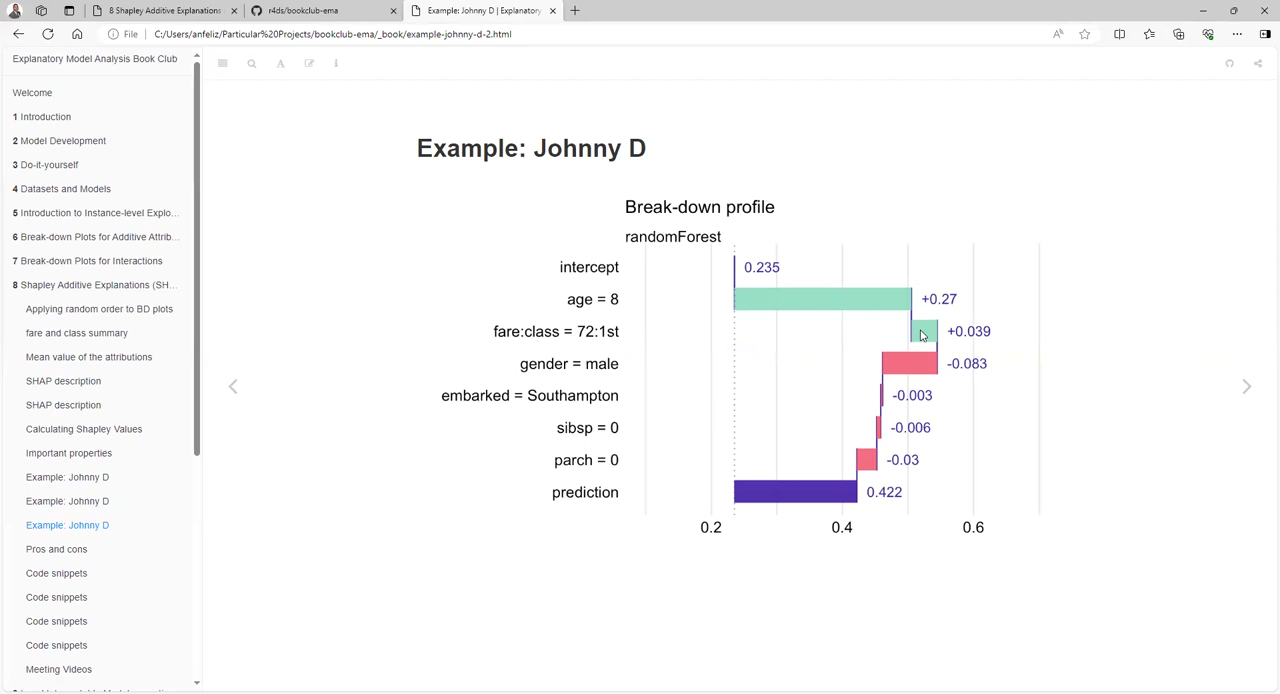 8 Shapley Additive Explanations
r4ds/bookclub-ema
Example: Johnny D | Explanatory
File
C:/Users/anfeliz/Particular%20Projects/bookclub-ema/_book/example-johnny-d-2.html
Explanatory Model Analysis Book Club
Welcome
1 Introduction
2 Model Development
3 Do-it-yourself
4 Datasets and Models
5 Introduction to Instance-level Explo...
6 Break-down Plots for Additive Attrib...
7 Break-down Plots for Interactions
8 Shapley Additive Explanations (SH...
Applying random order to BD plots
fare and class summary
Mean value of the attributions
SHAP description
SHAP description
Calculating Shapley Values
Important properties
Example: Johnny D
Example: Johnny D
Example: Johnny D
Pros and cons
Code snippets
Code snippets
Code snippets
Code snippets
Meeting Videos
Example: Johnny D
Break-down profile
randomForest
intercept 0.235
age = 8 +0.27
fare:class = 72:1st +0.039
gender = male -0.083
embarked = Southampton -0.003
sibsp = 0 -0.006
parch = 0 -0.03
prediction 0.422
0.2 0.4 0.6